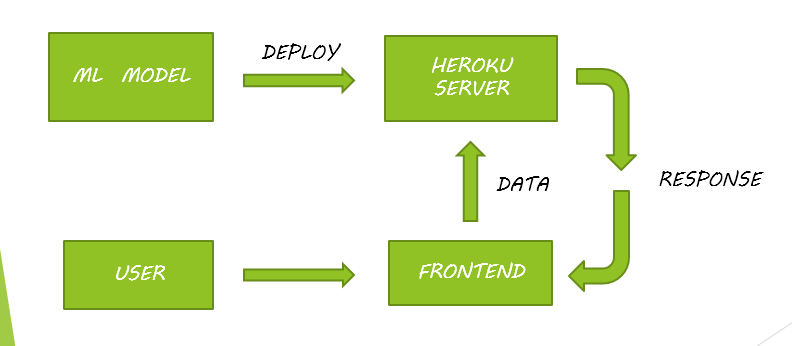 ML MODEL
DEPLOY
HEROKU
SERVER
DATA
RESPONSE
USER
FRONTEND